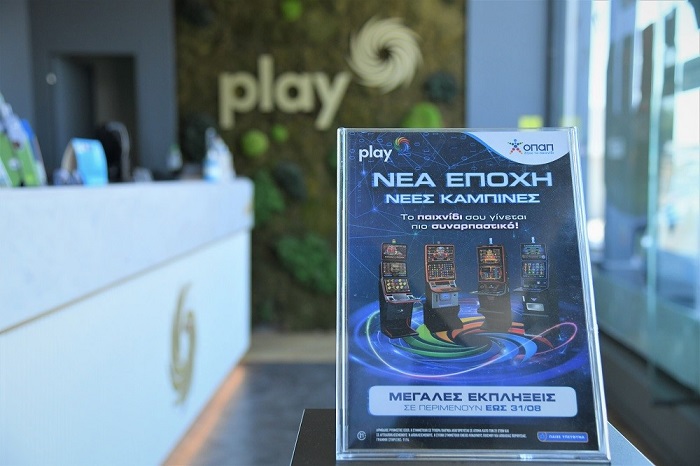 play
play
οπαπ
ΝΕΑ ΕΠΟΧΗ
ΝΕΕΣ ΚΑΜΠΙΝΕΣ
Το παιχνίδι σου γίνεται
πιο συναρπαστικό!
ΜΕΓΑΛΕΣ ΕΚΠΛΗΞΕΙΣ
ΣΕ ΠΕΡΙΜΕΝΟΥΝ ΕΩΣ 31/08